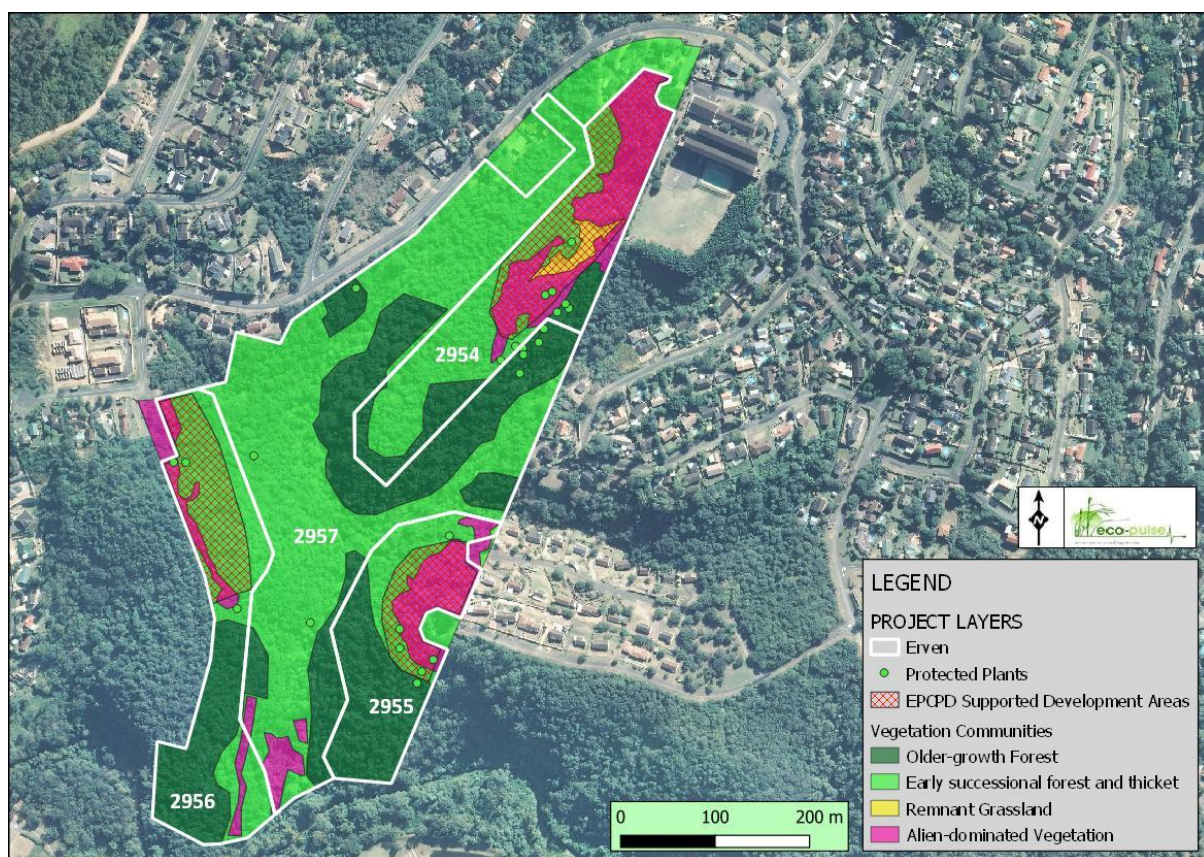 2954
2957
2955
2956
N
eco-pulse
LEGEND
PROJECT LAYERS
Erven
Protected Plants
EPCPD Supported Development Areas
Vegetation Communities
Older-growth Forest
Early successional forest and thicket
Remnant Grassland
Alien-dominated Vegetation
0 100 200 m